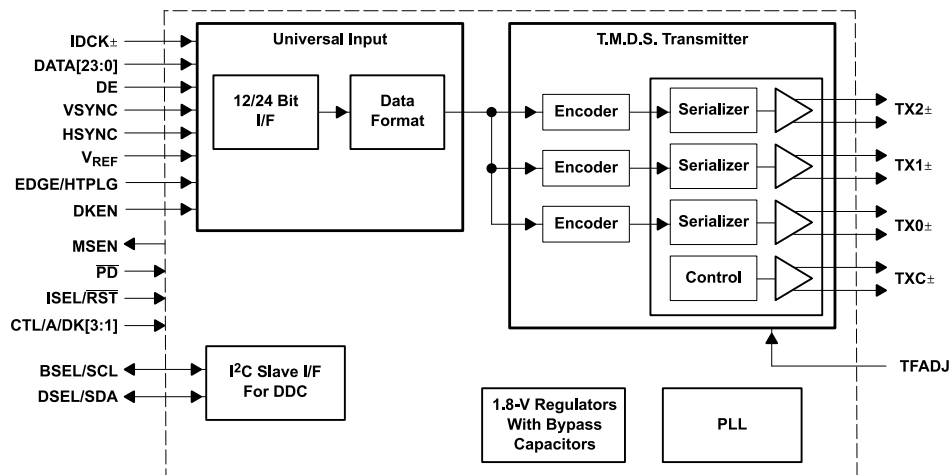 Universal Input
T.M.D.S. Transmitter
IDCK±
DATA[23:0]
DE
VSYNC
HSYNC
VREF
EDGE/HTPLG
DKEN
MSEN
P̅D̅
ISEL/R̅S̅T̅
CTL/A/DK[3:1]
BSEL/SCL
DSEL/SDA
12/24 Bit
I/F
Data
Format
Encoder
Serializer
Encoder
Serializer
Encoder
Serializer
Control
TX2±
TX1±
TX0±
TXC±
TFADJ
I²C Slave I/F
For DDC
1.8-V Regulators
With Bypass
Capacitors
PLL